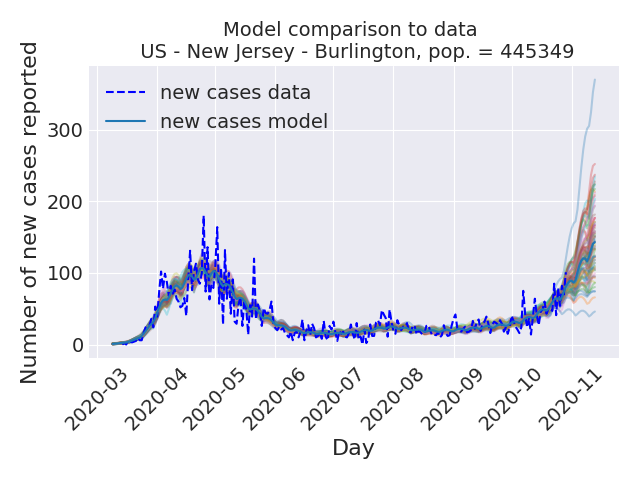 Model comparison to data
US - New Jersey - Burlington, pop. = 445349
Number of new cases reported
300
200
100
0
new cases data
new cases model
2020-03
2020-04
2020-05
2020-06
2020-07
2020-08
2020-09
2020-10
2020-11
Day